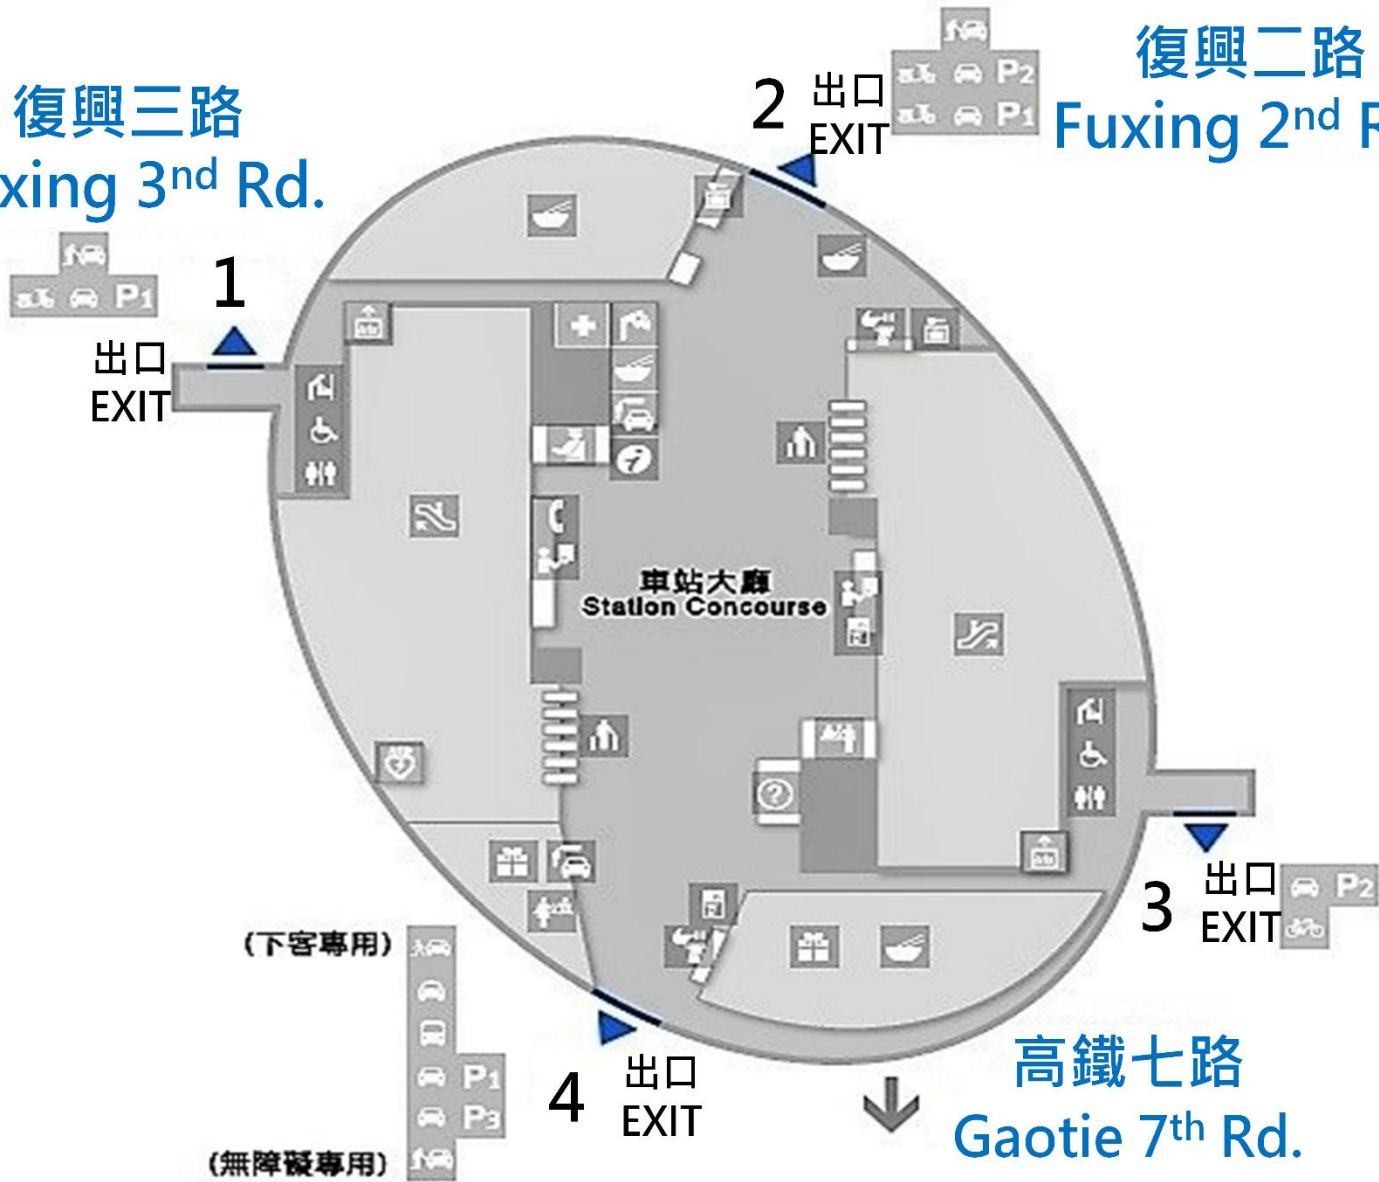 復興二路
Fuxing 2nd R
2
出口
EXIT
P2
P1
復興三路
xing 3nd Rd.
P1
1
出口
EXIT
車站大廳
Station Concourse
AED
?
3
出口
EXIT
P2
(下客專用)
P1
P3
(無障礙專用)
4
出口
EXIT
高鐵七路
Gaotie 7th Rd.